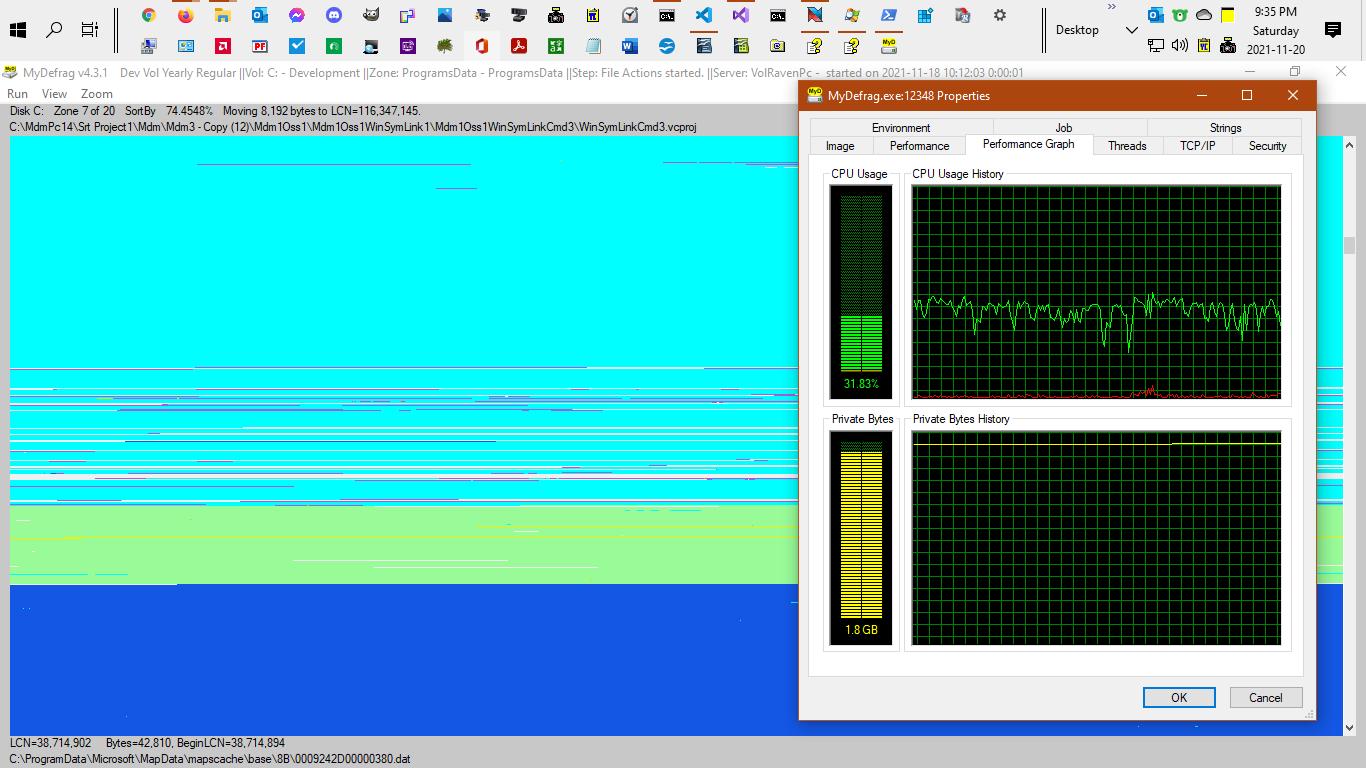 9:35 PM
Desktop
Saturday
2021-11-20
MyDefrag v4.3.1 Dev Vol Yearly Regular ||Vol: C: - Development ||Zone: ProgramsData - ProgramsData ||Step: File Actions started. ||Server: VolRavenPc - started on 2021-11-18 10:12:03 0:00:01
Run View Zoom
Disk C: Zone 7 of 20 SortBy 74.4548% Moving 8,192 bytes to LCN=116,347,145.
C:\MdmPc14\Srt Project1\Mdm\Mdm3 - Copy (12)\Mdm1Oss1\Mdm1Oss1WinSymLink1\Mdm1Oss1WinSymLinkCmd3\WinSymLinkCmd3.vcproj
MyDefrag.exe:12348 Properties
Environment Job Strings
Image Performance Performance Graph Threads TCP/IP Security
CPU Usage CPU Usage History
31.83%
Private Bytes Private Bytes History
1.8 GB
OK Cancel
LCN=38,714,902 Bytes=42,810, BeginLCN=38,714,894
C:\ProgramData\Microsoft\MapData\mapscache\base\8B\0009242D00000380.dat